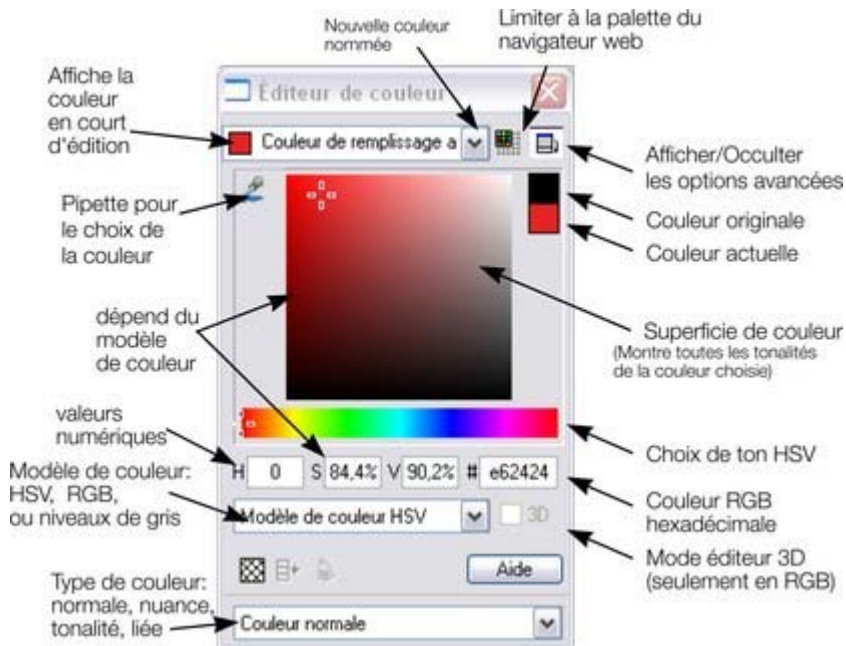 Nouvelle couleur
nommée
Limiter à la palette du
navigateur web
Affiche la
couleur
en court
d'édition
Éditeur de couleur
Couleur de remplissage a
Afficher/Occulter
les options avancées
Pipette pour
le choix de
la couleur
Couleur originale
Couleur actuelle
dépend du
modèle
de couleur
Superficie de couleur
(Montre toutes les tonalités
de la couleur choisie)
valeurs
numériques
Choix de ton HSV
H 0 S 84,4% V 90,2% # e62424
Modèle de couleur:
HSV, RGB,
ou niveaux de gris
Couleur RGB
hexadécimale
Modèle de couleur HSV
3D
Mode éditeur 3D
(seulement en RGB)
Aide
Type de couleur:
normale, nuance,
tonalité, liée
Couleur normale